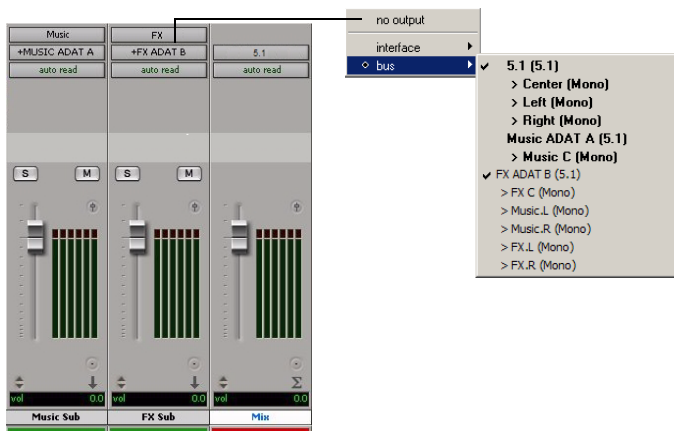 Music
FX
+MUSIC ADAT A
+FX ADAT B
5.1
auto read
auto read
auto read
S
M
S
M
vol 0.0
vol 0.0
vol 0.0
Music Sub
FX Sub
Mix
no output
interface
bus
5.1 (5.1)
> Center (Mono)
> Left (Mono)
> Right (Mono)
Music ADAT A (5.1)
> Music C (Mono)
FX ADAT B (5.1)
> FX C (Mono)
> Music.L (Mono)
> Music.R (Mono)
> FX.L (Mono)
> FX.R (Mono)